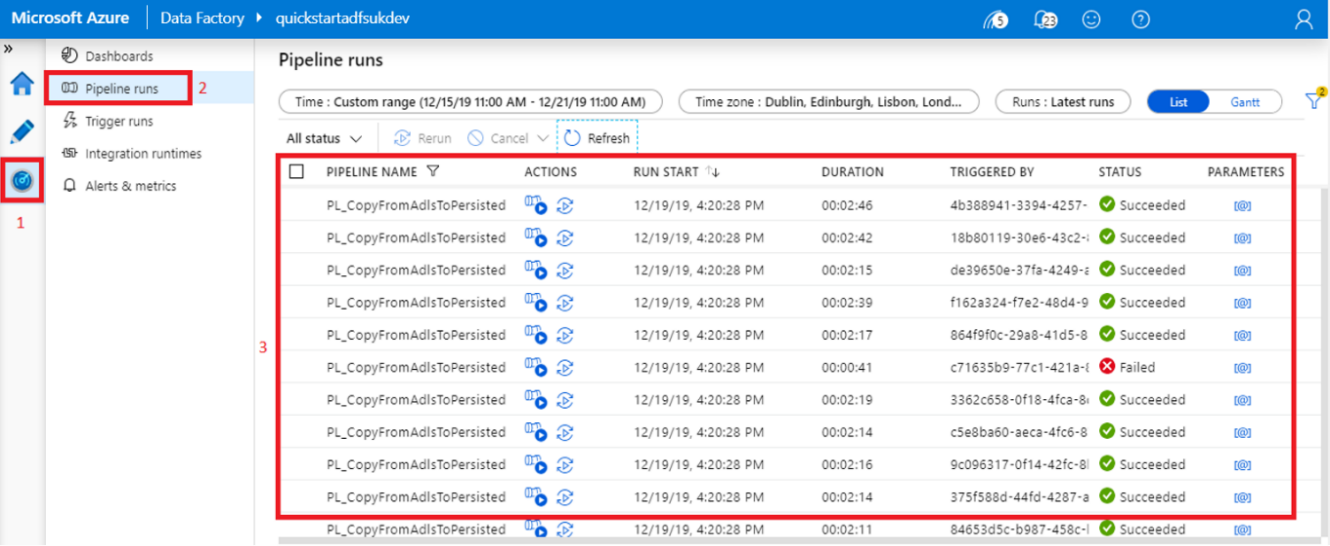 Microsoft Azure Data Factory quickstartadfsukdev 5 23
»
Dashboards
Pipeline runs 2
Trigger runs
Integration runtimes
Alerts & metrics
1
Pipeline runs
Time : Custom range (12/15/19 11:00 AM - 12/21/19 11:00 AM) Time zone : Dublin, Edinburgh, Lisbon, Lond... Runs : Latest runs List Gantt 2
All status Rerun Cancel Refresh
PIPELINE NAME ACTIONS RUN START DURATION TRIGGERED BY STATUS PARAMETERS
PL_CopyFromAdlsToPersisted 12/19/19, 4:20:28 PM 00:02:46 4b388941-3394-4257- Succeeded [@]
PL_CopyFromAdlsToPersisted 12/19/19, 4:20:28 PM 00:02:42 18b80119-30e6-43c2- Succeeded [@]
PL_CopyFromAdlsToPersisted 12/19/19, 4:20:28 PM 00:02:15 de39650e-37fa-4249- Succeeded [@]
PL_CopyFromAdlsToPersisted 12/19/19, 4:20:28 PM 00:02:39 f162a324-f7e2-48d4-9 Succeeded [@]
PL_CopyFromAdlsToPersisted 12/19/19, 4:20:28 PM 00:02:17 864f9f0c-29a8-41d5-8 Succeeded [@]
3
PL_CopyFromAdlsToPersisted 12/19/19, 4:20:28 PM 00:00:41 c71635b9-77c1-421a- Failed [@]
PL_CopyFromAdlsToPersisted 12/19/19, 4:20:28 PM 00:02:19 3362c658-0f18-4fca-8 Succeeded [@]
PL_CopyFromAdlsToPersisted 12/19/19, 4:20:28 PM 00:02:14 c5e8ba60-aeca-4fc6-8 Succeeded [@]
PL_CopyFromAdlsToPersisted 12/19/19, 4:20:28 PM 00:02:16 9c096317-0f14-42fc-8 Succeeded [@]
PL_CopyFromAdlsToPersisted 12/19/19, 4:20:28 PM 00:02:14 375f588d-44fd-4287-a Succeeded [@]
PL_CopyFromAdlsToPersisted 12/19/19, 4:20:28 PM 00:02:11 84653d5c-b987-458c- Succeeded [@]